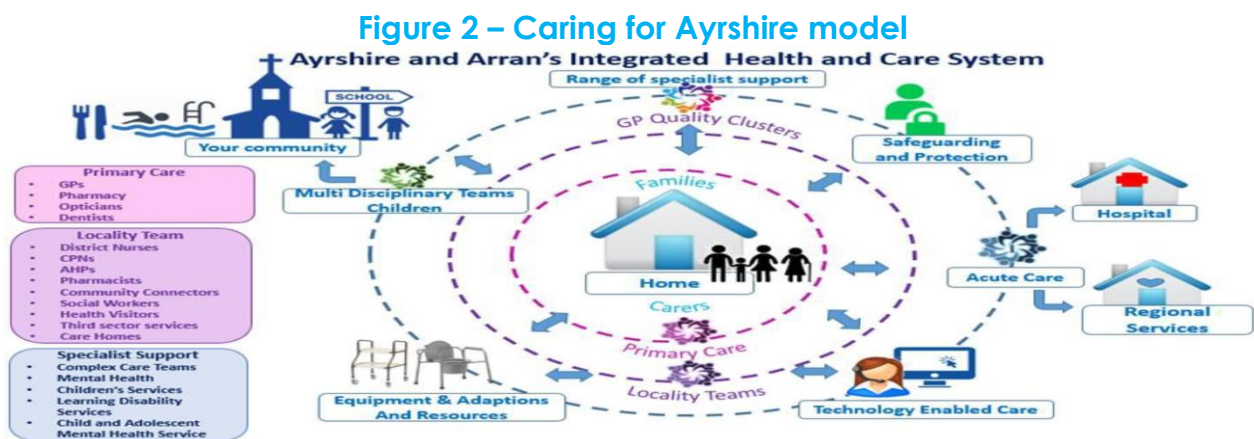 Figure 2 – Caring for Ayrshire model
Ayrshire and Arran's Integrated Health and Care System
Range of specialist support
SCHOOL
Your community
GP Quality Clusters
Safeguarding
and Protection
Multi Disciplinary Teams
Children
Families
Home
Carers
Primary Care
Locality Teams
Hospital
Acute Care
Regional
Services
Equipment & Adaptions
And Resources
Technology Enabled Care
Primary Care
• GPs
• Pharmacy
• Opticians
• Dentists
Locality Team
• District Nurses
• CPNs
• AHPs
• Pharmacists
• Community Connectors
• Social Workers
• Health Visitors
• Third sector services
• Care Homes
Specialist Support
• Complex Care Teams
• Mental Health
• Children's Services
• Learning Disability
Services
• Child and Adolescent
Mental Health Service